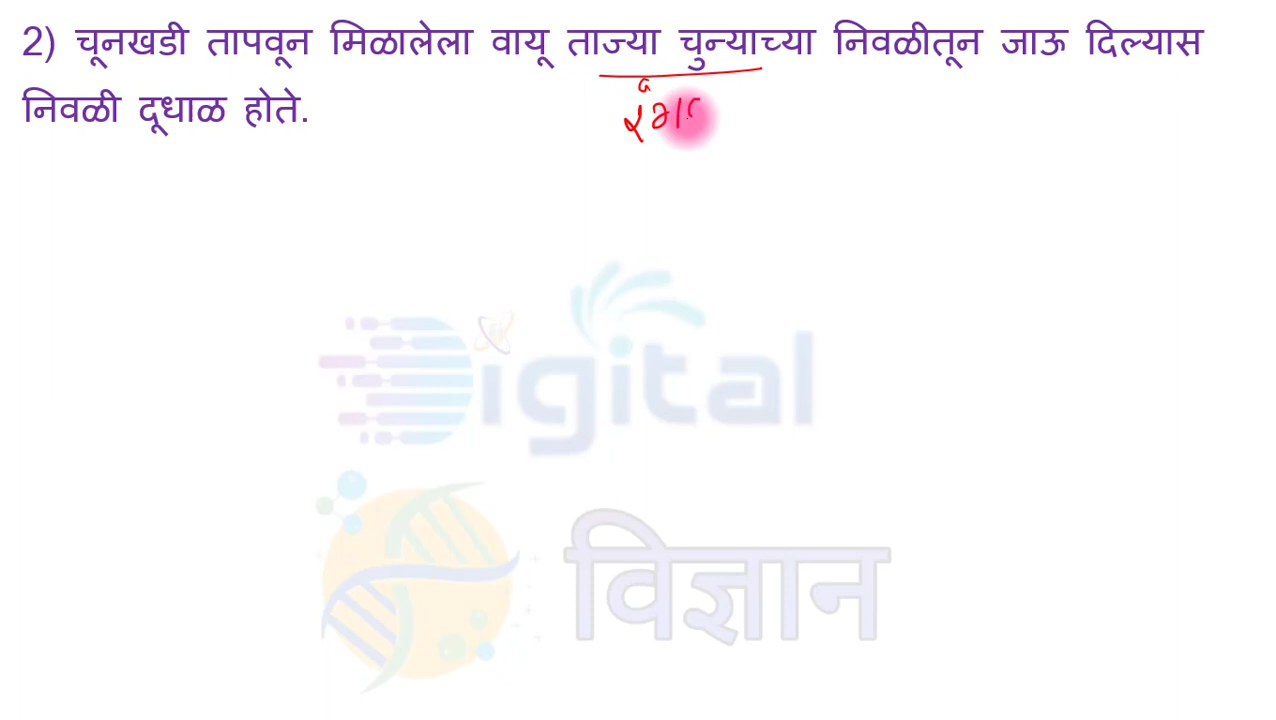 2) चूनखडी तापवून मिळालेला वायू ताज्या चुन्याच्या निवळीतून जाऊ दिल्यास
निवळी दूधाळ होते.
Digital
विज्ञान